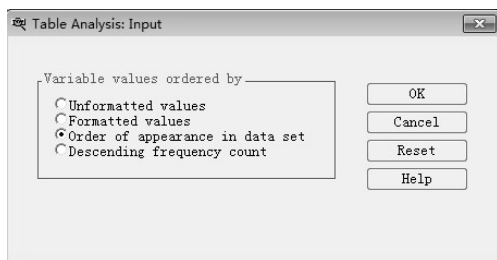 Table Analysis: Input
Variable values ordered by
Unformatted values
Formatted values
Order of appearance in data set
Descending frequency count
OK
Cancel
Reset
Help